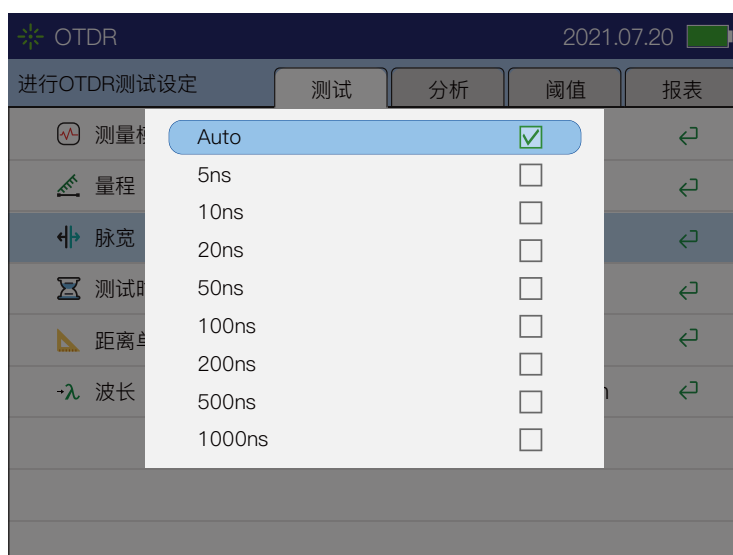 OTDR 2021.07.20
进行OTDR测试设定 测试 分析 阈值 报表
测量
Auto
5ns
量程
10ns
脉宽
20ns
测试
50ns
100ns
距离
200ns
波长
500ns
1000ns